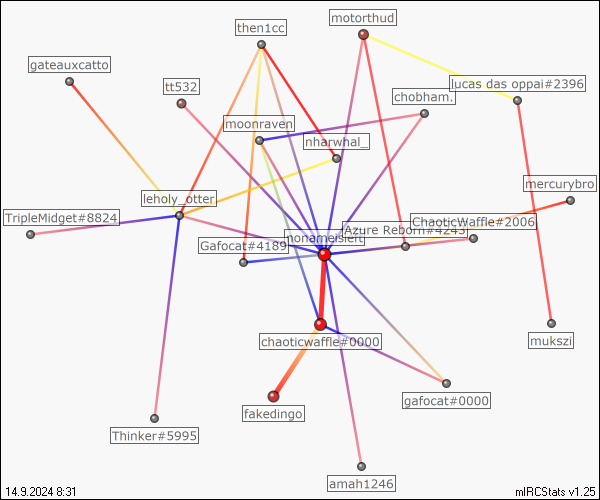 motorthud
then1cc
gateauxcatto
lucas das oppai#2396
tt532
chobham.
moonraven
nharwhal_
mercurybro
leholy_otter
TripleMidget#8824
ChaoticWaffle#2006
Azure Reborn#4243
nonameisleft
Gafocat#4189
chaoticwaffle#0000
mukszi
gafocat#0000
fakedingo
Thinker#5995
amah1246
14.9.2024 8:31
mIRCStats v1.25